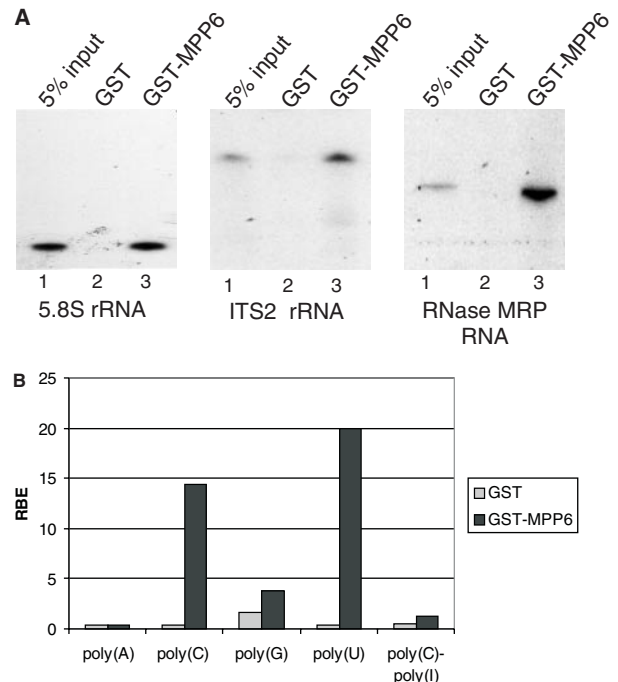 A
5% input GST GST-MPP6
5% input GST GST-MPP6
5% input GST GST-MPP6
1 2 3
5.8S rRNA
1 2 3
ITS2 rRNA
1 2 3
RNase MRP
RNA
B
25
20
15
10
5
0
RBE
poly(A) poly(C) poly(G) poly(U) poly(C)-
poly(I)
GST
GST-MPP6